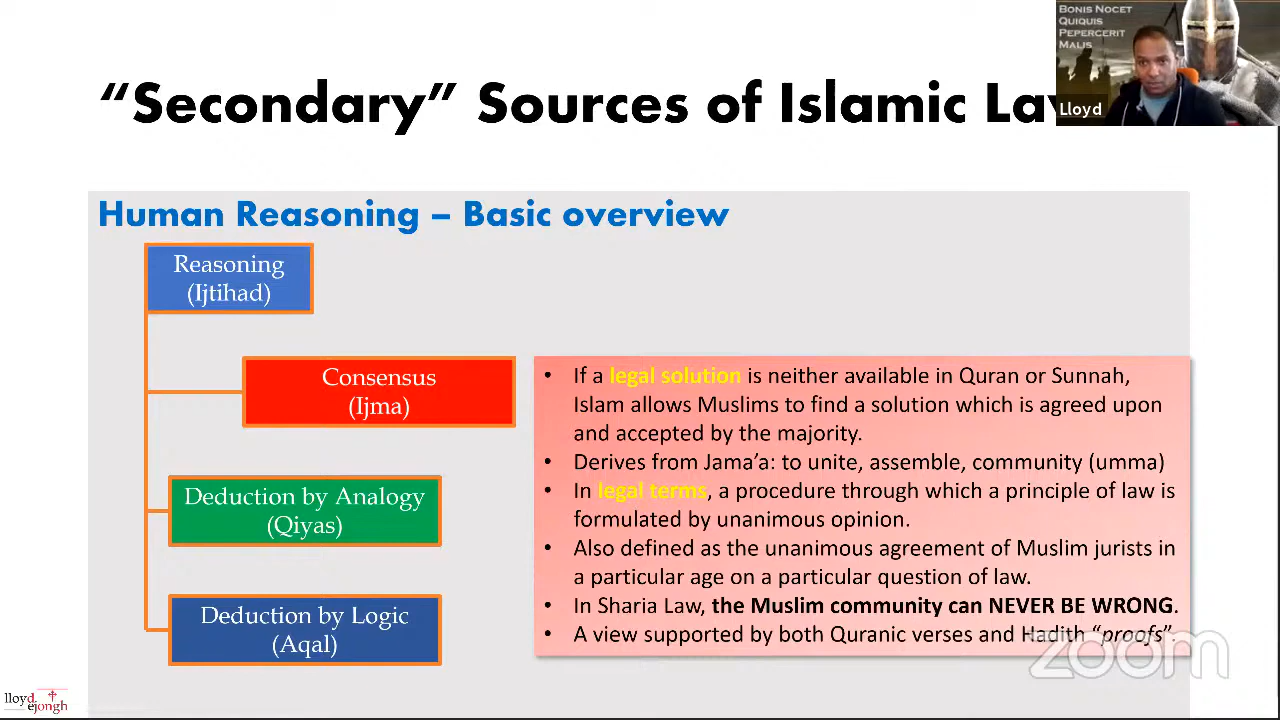 BONIS NOCET
QUIQUIS
PEPERCERIT
MALIS
Lloyd
“Secondary” Sources of Islamic La
Human Reasoning – Basic overview
Reasoning
(Ijtihad)
Consensus
(Ijma)
Deduction by Analogy
(Qiyas)
Deduction by Logic
(Aqal)
• If a legal solution is neither available in Quran or Sunnah,
Islam allows Muslims to find a solution which is agreed upon
and accepted by the majority.
• Derives from Jama’a: to unite, assemble, community (umma)
• In legal terms, a procedure through which a principle of law is
formulated by unanimous opinion.
• Also defined as the unanimous agreement of Muslim jurists in
a particular age on a particular question of law.
• In Sharia Law, the Muslim community can NEVER BE WRONG.
• A view supported by both Quranic verses and Hadith “proofs”.
zoom
lloyd
ejongh